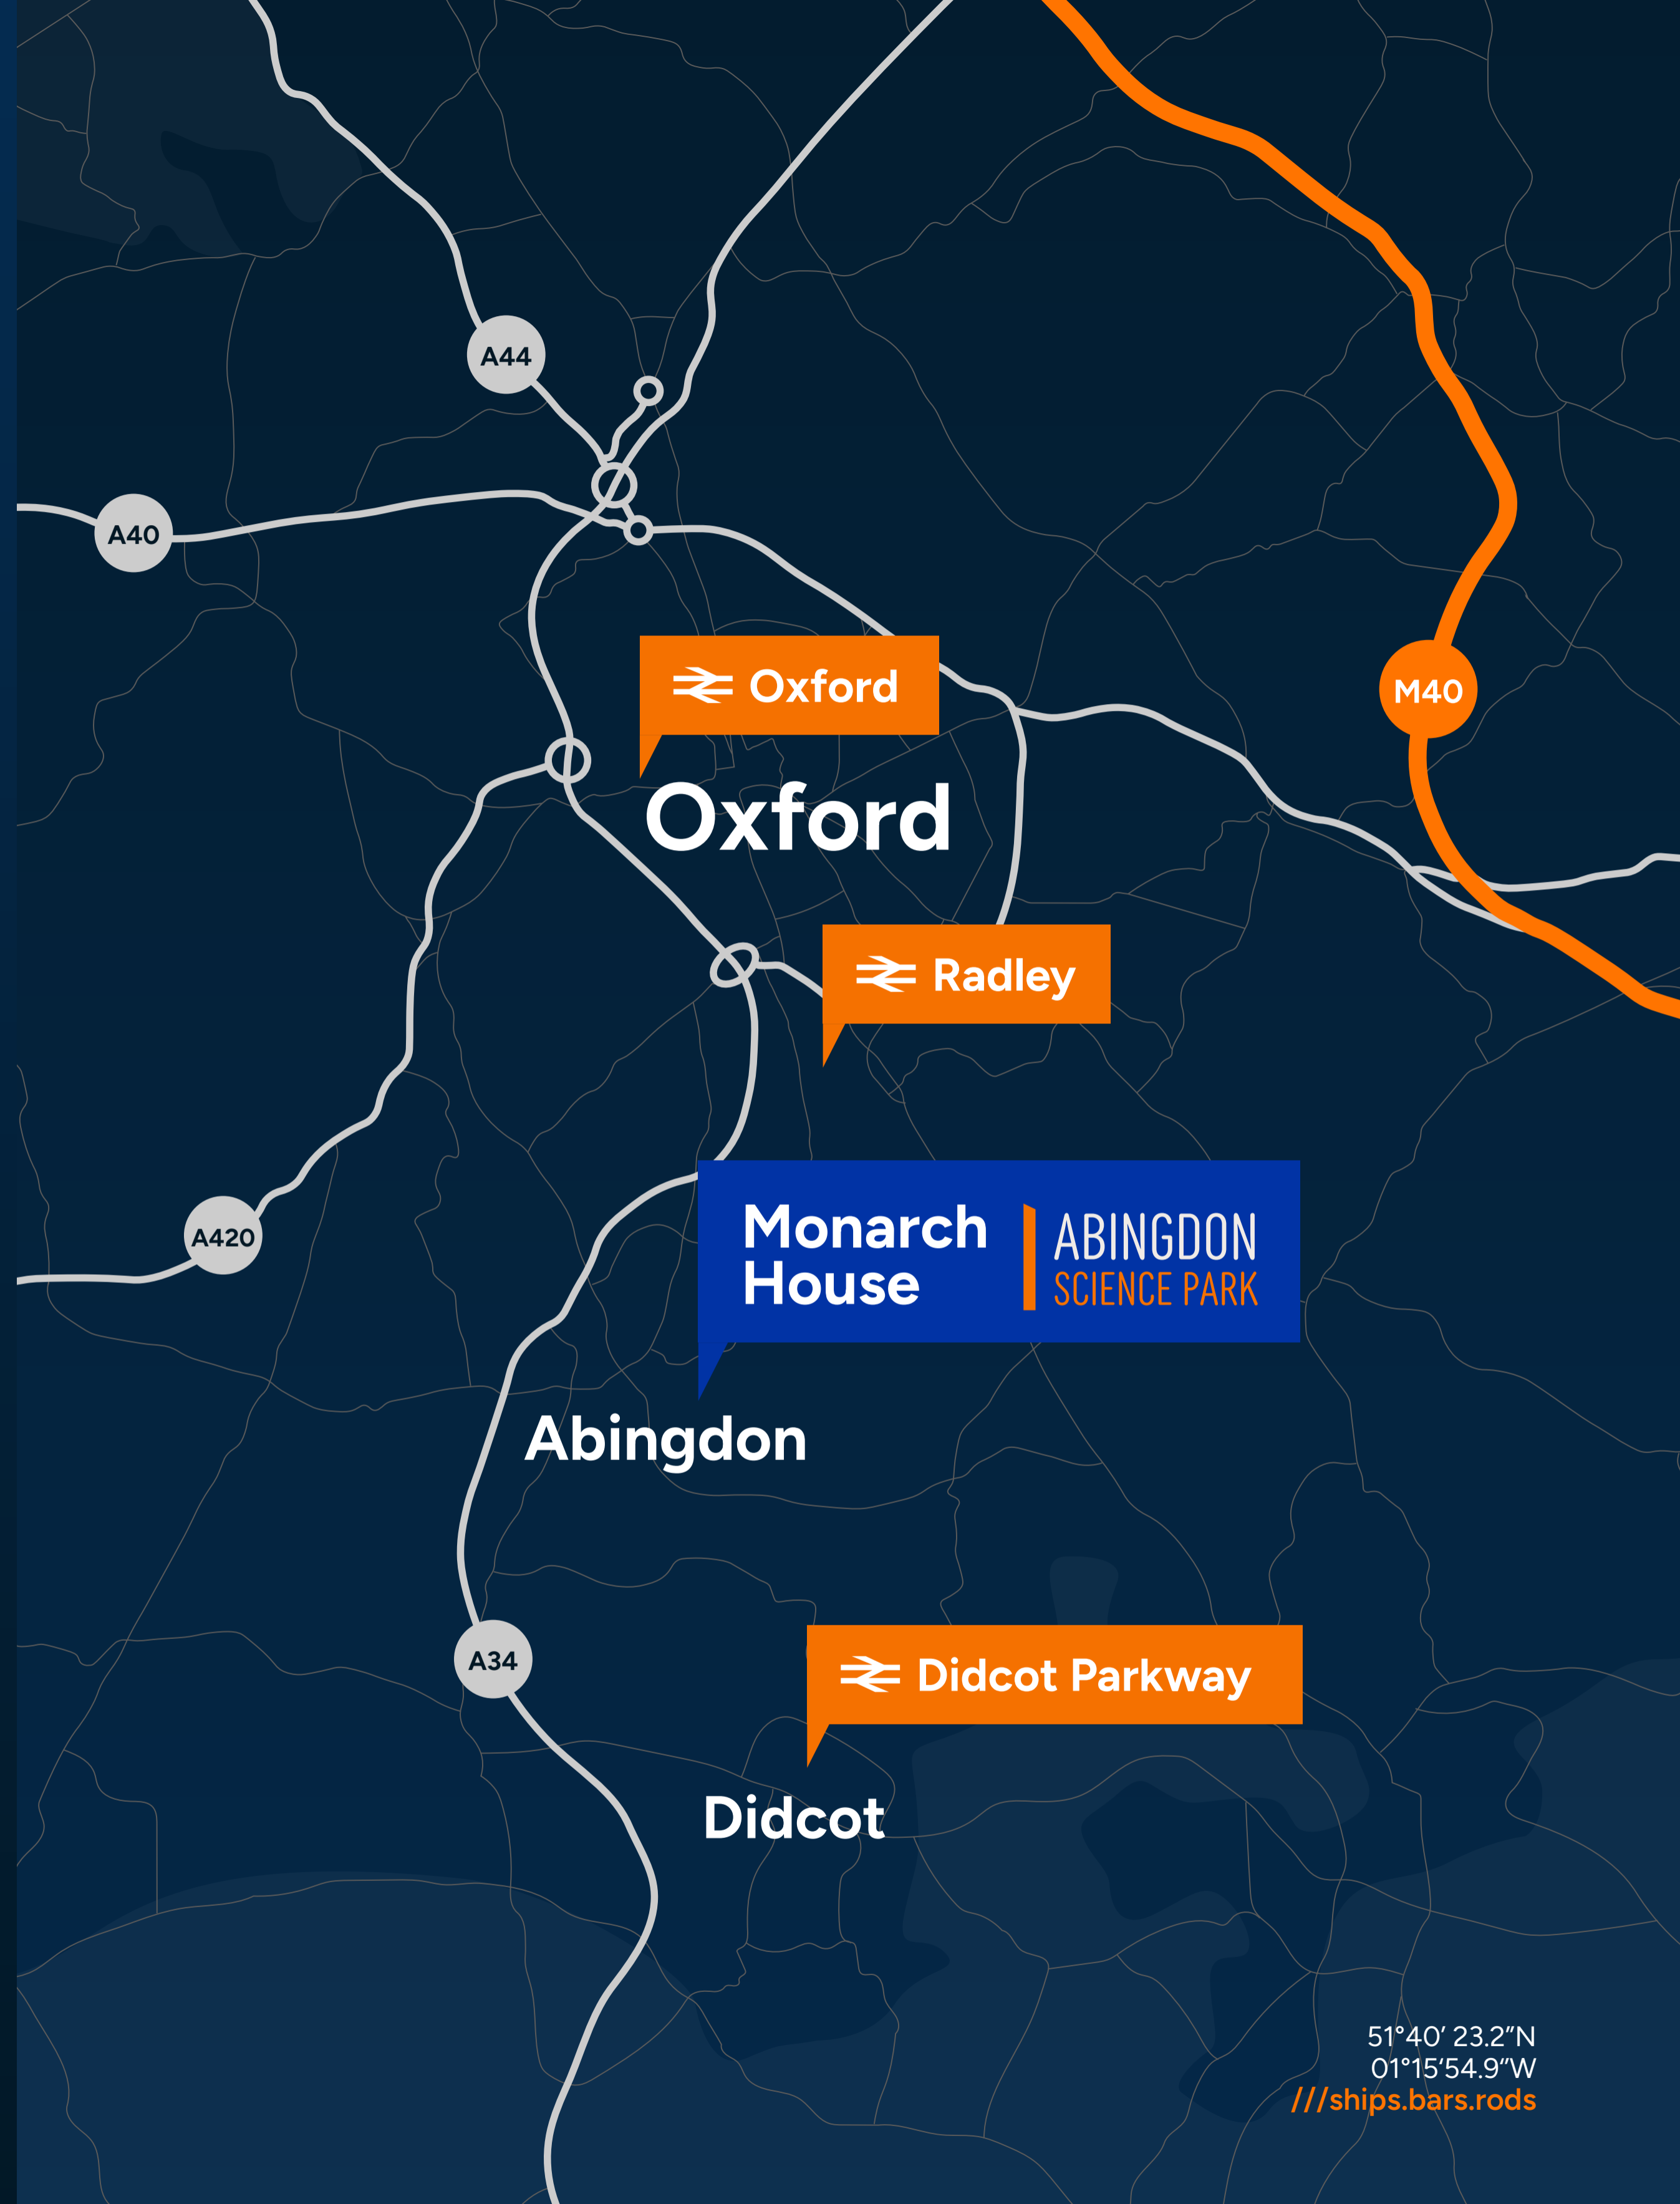 A44
A40
Oxford
M40
Oxford
Radley
Monarch
House
ABINGDON
SCIENCE PARK
A420
Abingdon
A34
Didcot Parkway
Didcot
51°40’ 23.2”N
01°15’54.9”W
///ships.bars.rods